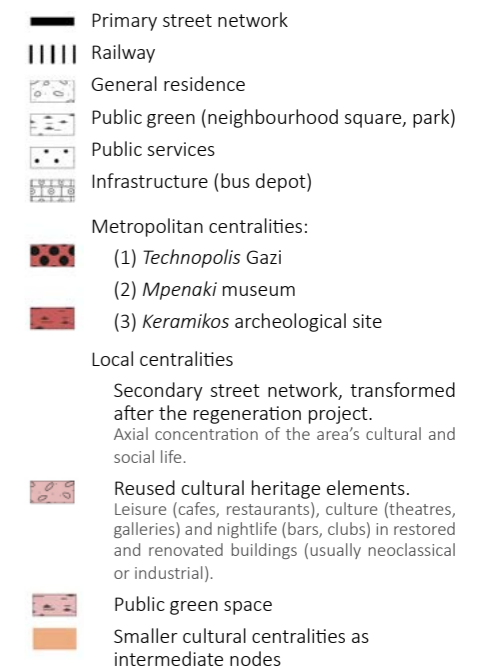 Primary street network
Railway
General residence
Public green (neighbourhood square, park)
Public services
Infrastructure (bus depot)
Metropolitan centralities:
(1) Technopolis Gazi
(2) Mpenaki museum
(3) Keramikos archeological site
Local centralities
Secondary street network, transformed
after the regeneration project.
Axial concentration of the area's cultural and
social life.
Reused cultural heritage elements.
Leisure (cafes, restaurants), culture (theatres,
galleries) and nightlife (bars, clubs) in restored
and renovated buildings (usually neoclassical
or industrial).
Public green space
Smaller cultural centralities as
intermediate nodes